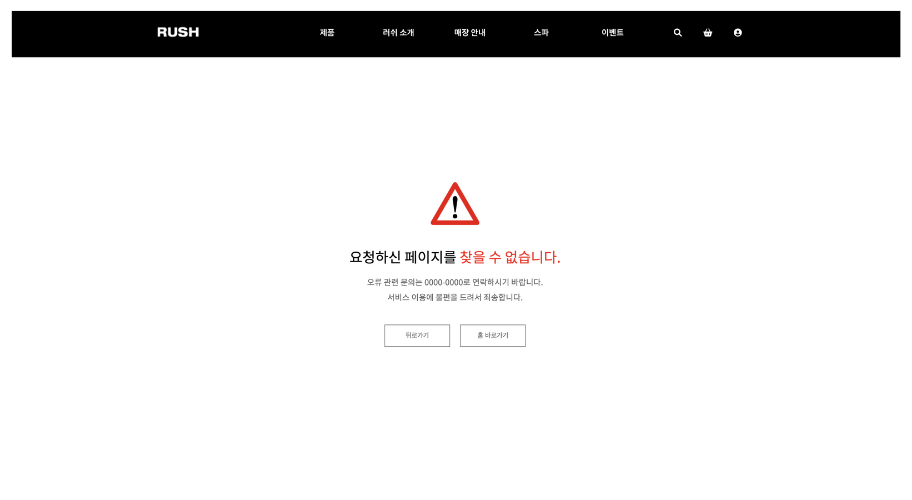 RUSH
제품
러쉬 소개
매장 안내
스파
이벤트
요청하신 페이지를 찾을 수 없습니다.
오류 관련 문의는 0000-0000로 연락하시기 바랍니다.
서비스 이용에 불편을 드려서 죄송합니다.
뒤로가기
홈 바로가기